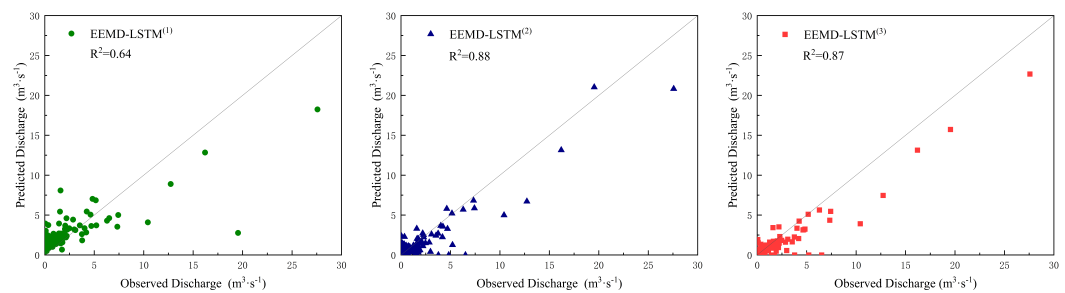 EEMD-LSTM(1)
R2=0.64
Predicted Discharge (m3·s-1)
30
25
20
15
10
5
0
0 5 10 15 20 25 30
Observed Discharge (m3·s-1)
EEMD-LSTM(2)
R2=0.88
Predicted Discharge (m3·s-1)
30
25
20
15
10
5
0
0 5 10 15 20 25 30
Observed Discharge (m3·s-1)
EEMD-LSTM(3)
R2=0.87
Predicted Discharge (m3·s-1)
30
25
20
15
10
5
0
0 5 10 15 20 25 30
Observed Discharge (m3·s-1)